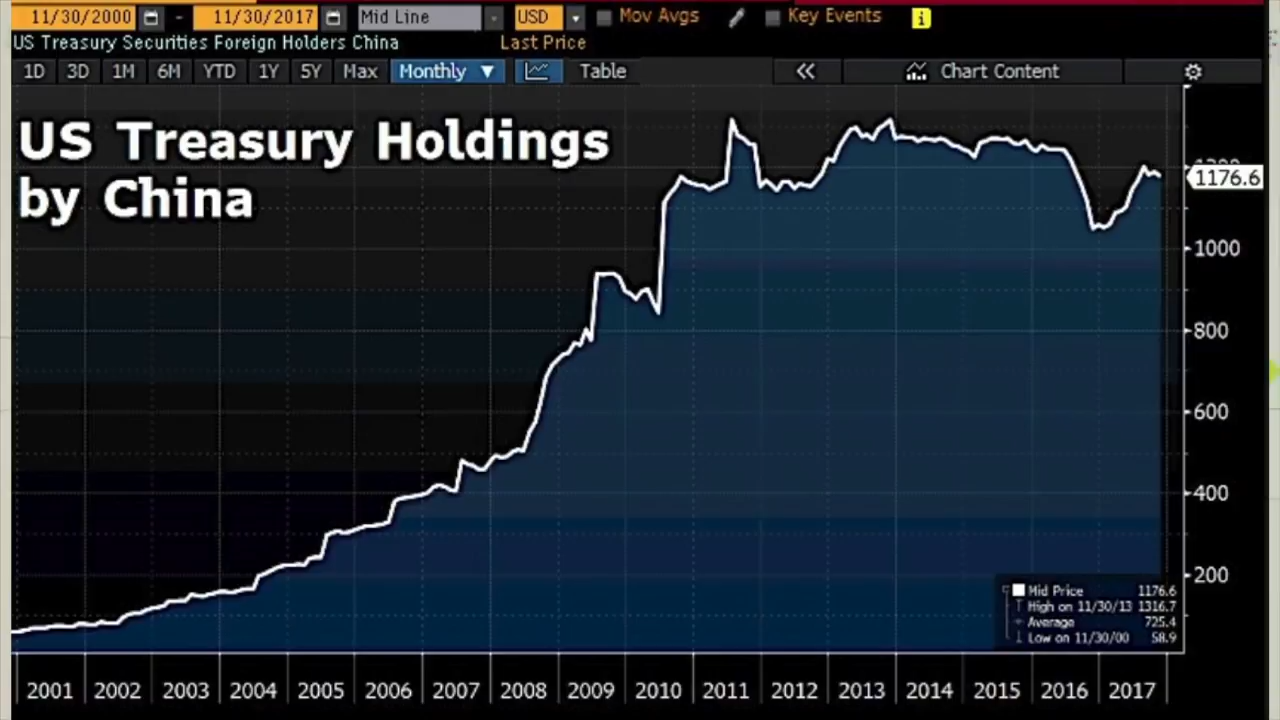 11/30/2000 - 11/30/2017 Mid Line USD Mov Avgs Key Events i
US Treasury Securities Foreign Holders China Last Price
1D 3D 1M 6M YTD 1Y 5Y Max Monthly ▼ Table « Chart Content
US Treasury Holdings
by China
1200
1176.6
1000
800
600
400
200
Mid Price 1176.6
High on 11/30/13 1316.7
Average 725.4
Low on 11/30/00 58.9
2001 2002 2003 2004 2005 2006 2007 2008 2009 2010 2011 2012 2013 2014 2015 2016 2017